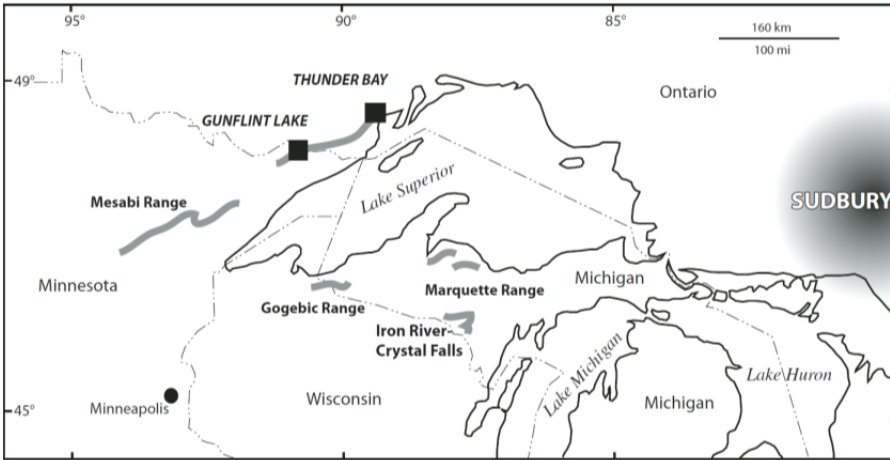 95°
90°
85°
160 km
100 mi
49°
THUNDER BAY
Ontario
GUNFLINT LAKE
Lake Superior
Mesabi Range
SUDBURY
Minnesota
Michigan
Marquette Range
Gogebic Range
Iron River-
Crystal Falls
Lake Michigan
Lake Huron
Wisconsin
Michigan
Minneapolis
45°